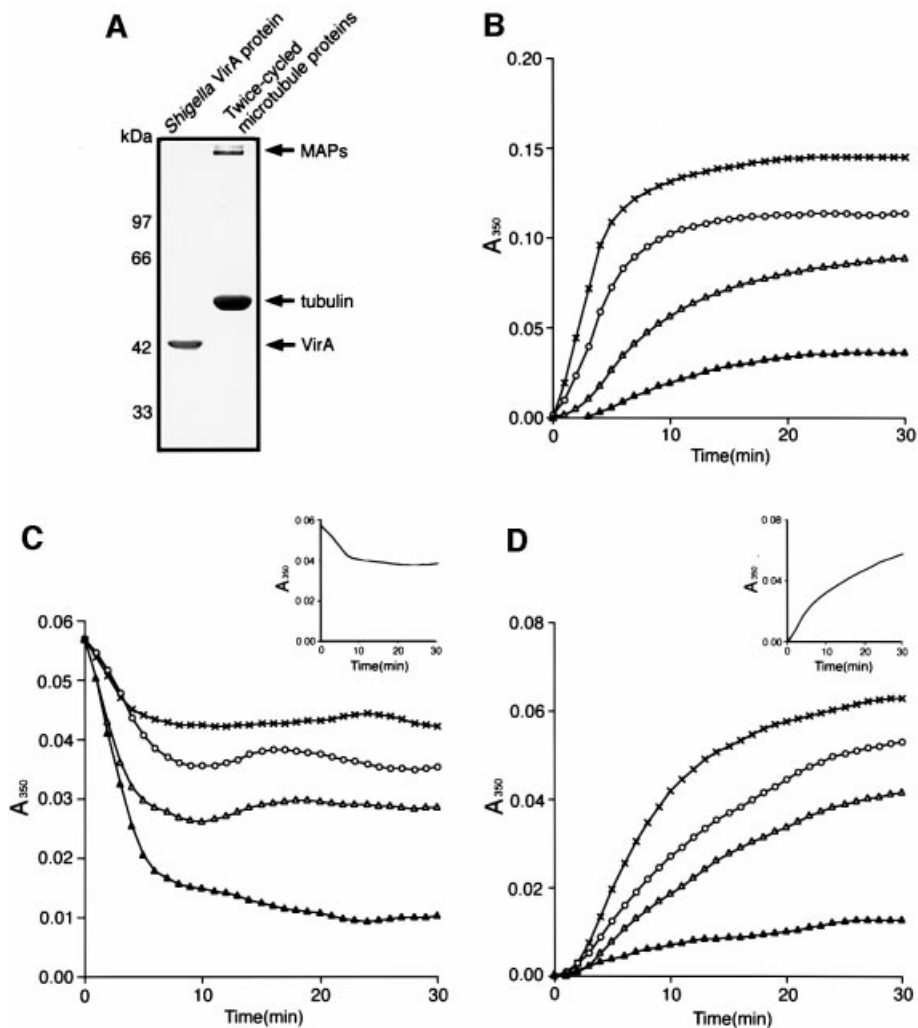 A
Shigella VirA protein
Twice-cycled
microtubule proteins
kDa
97
66
42
33
MAPs
tubulin
VirA
B
0.20
0.15
0.10
0.05
0.00
A350
0
10
20
30
Time(min)
C
0.06
0.05
0.04
0.03
0.02
0.01
0.00
A350
0
10
20
30
Time(min)
0.06
0.04
0.02
0.00
A350
0
10
20
30
Time(min)
D
0.08
0.06
0.04
0.02
0.00
A350
0
10
20
30
Time(min)
0.08
0.04
0.00
A350
0
10
20
30
Time(min)